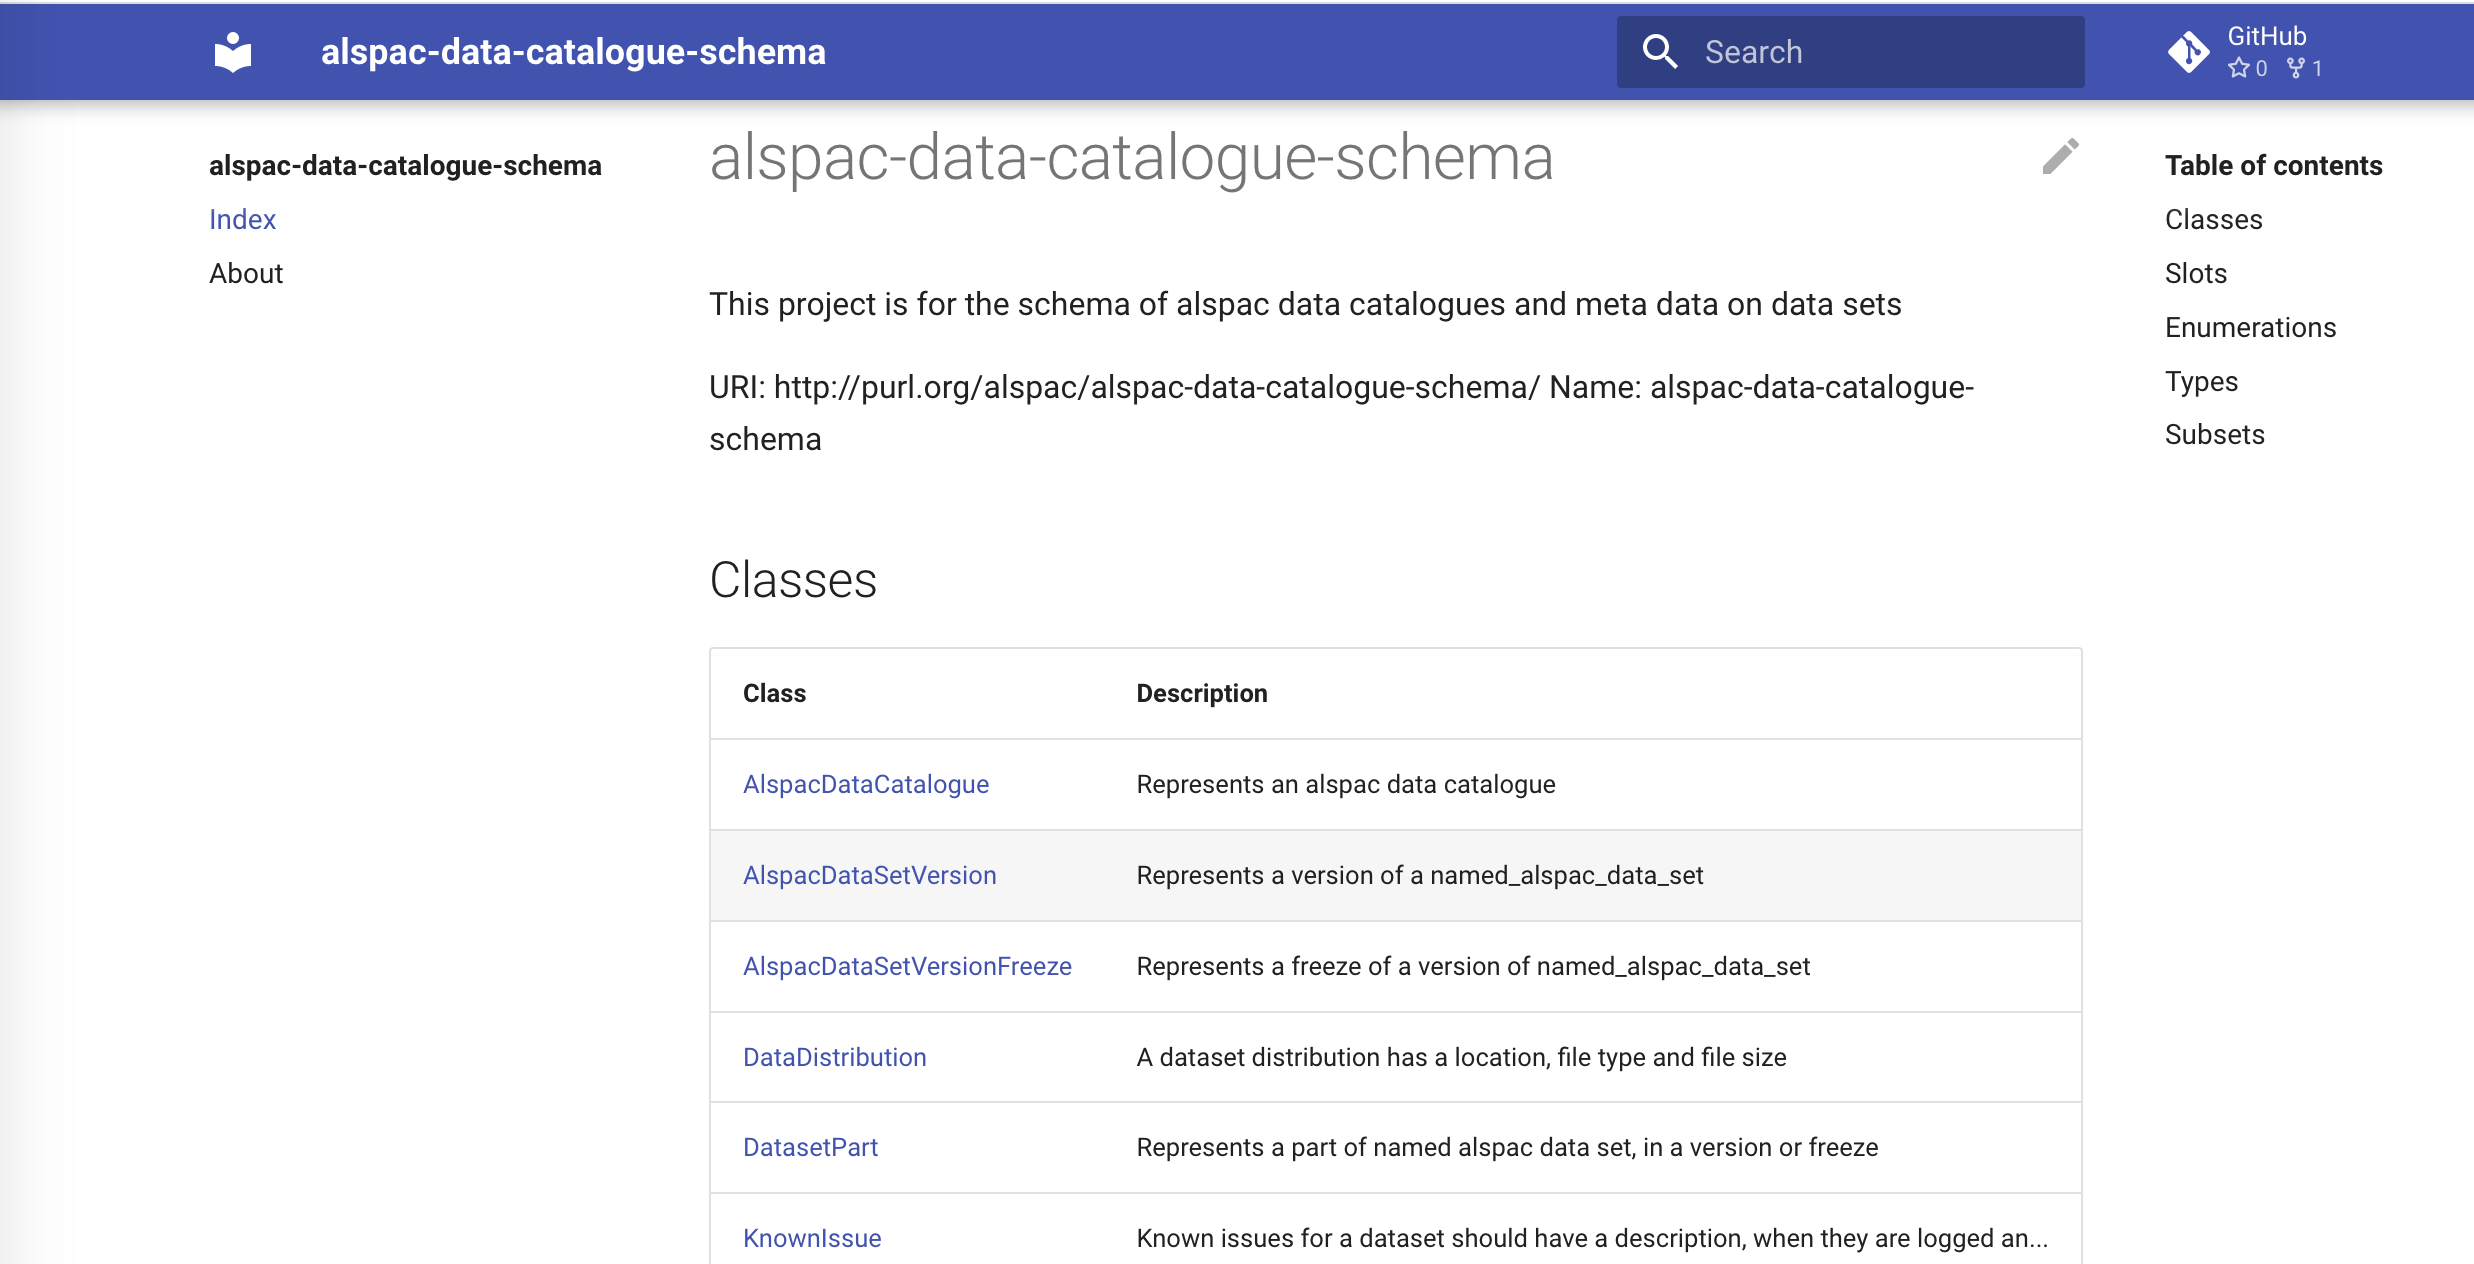 alspac-data-catalogue-schema
Search
GitHub
0 1
alspac-data-catalogue-schema
Index
About
alspac-data-catalogue-schema
This project is for the schema of alspac data catalogues and meta data on data sets
URI: http://purl.org/alspac/alspac-data-catalogue-schema/ Name: alspac-data-catalogue-
schema
Classes
Class Description
AlspacDataCatalogue Represents an alspac data catalogue
AlspacDataSetVersion Represents a version of a named_alspac_data_set
AlspacDataSetVersionFreeze Represents a freeze of a version of named_alspac_data_set
DataDistribution A dataset distribution has a location, file type and file size
DatasetPart Represents a part of named alspac data set, in a version or freeze
KnownIssue Known issues for a dataset should have a description, when they are logged an...
Table of contents
Classes
Slots
Enumerations
Types
Subsets